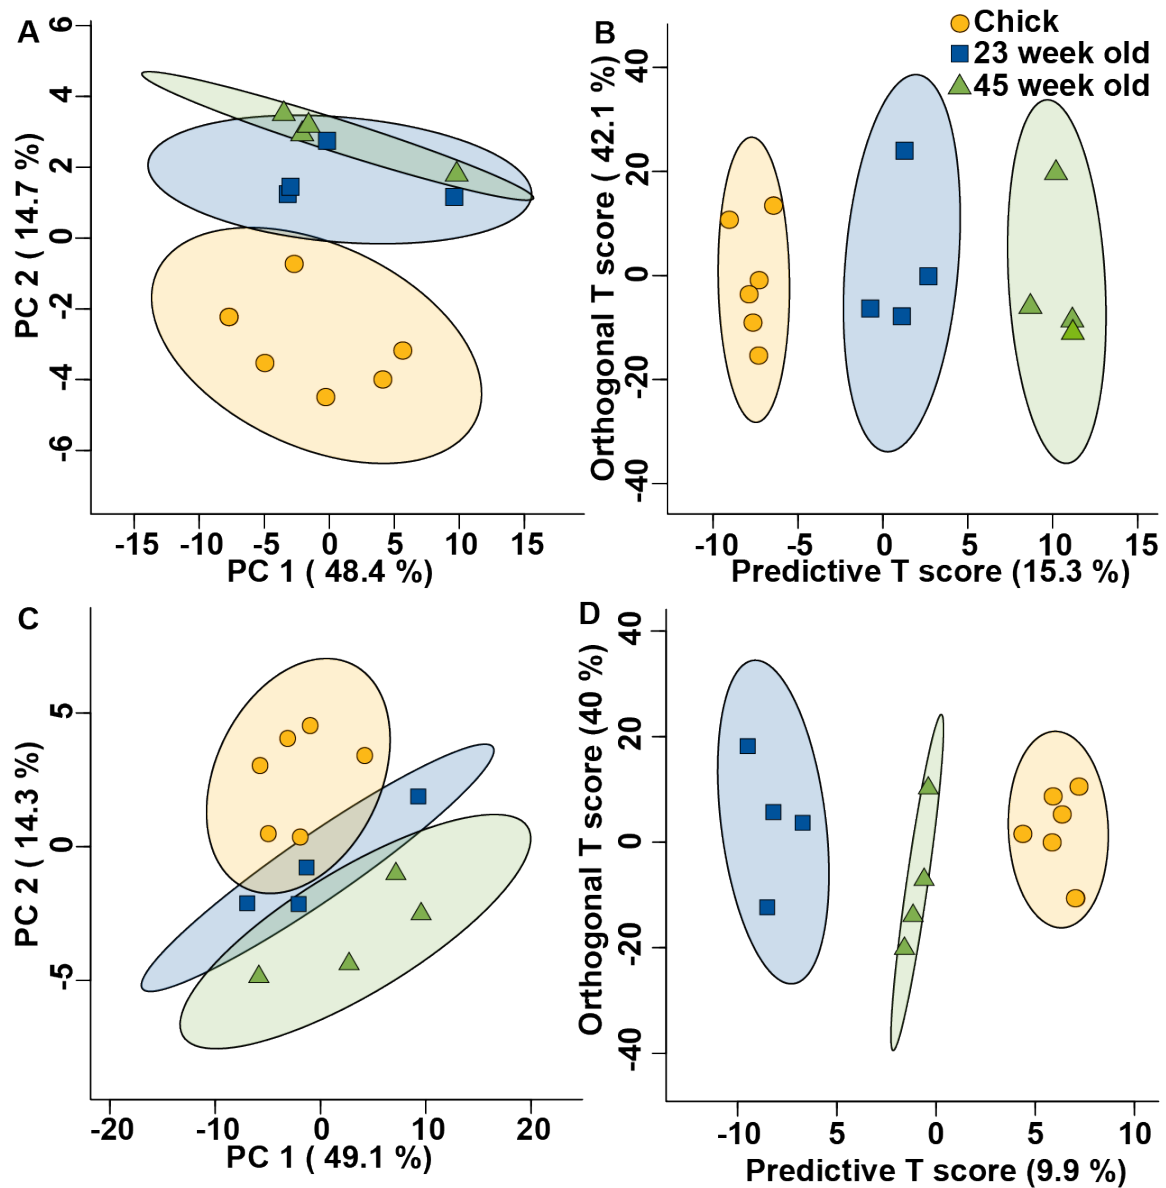 A
6
4
2
0
-2
-4
-6
PC 2 ( 14.7 %)
-15 -10 -5 0 5 10 15
PC 1 ( 48.4 %)
B
Chick
23 week old
45 week old
40
20
0
-20
-40
Orthogonal T score ( 42.1 %)
-10 -5 0 5 10 15
Predictive T score (15.3 %)
C
5
0
-5
PC 2 ( 14.3 %)
-20 -10 0 10 20
PC 1 ( 49.1 %)
D
40
20
0
-20
-40
Orthogonal T score (40 %)
-10 5 0 5 10
Predictive T score (9.9 %)